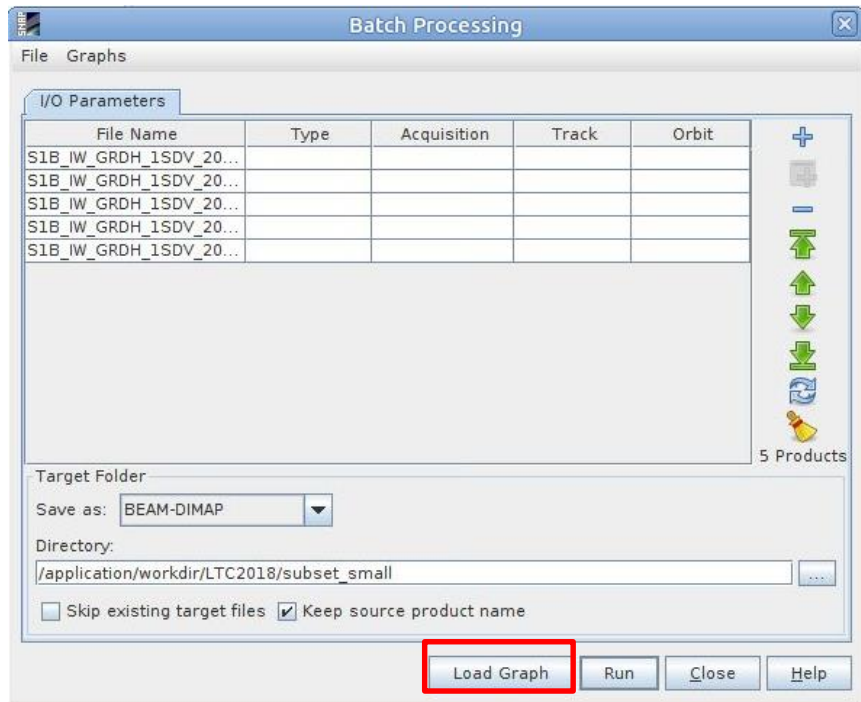 SNAP
Batch Processing
File Graphs
I/O Parameters
File Name Type Acquisition Track Orbit
S1B_IW_GRDH_1SDV_20...
S1B_IW_GRDH_1SDV_20...
S1B_IW_GRDH_1SDV_20...
S1B_IW_GRDH_1SDV_20...
S1B_IW_GRDH_1SDV_20...
5 Products
Target Folder
Save as: BEAM-DIMAP
Directory:
/application/workdir/LTC2018/subset_small
...
Skip existing target files Keep source product name
Load Graph Run Close Help